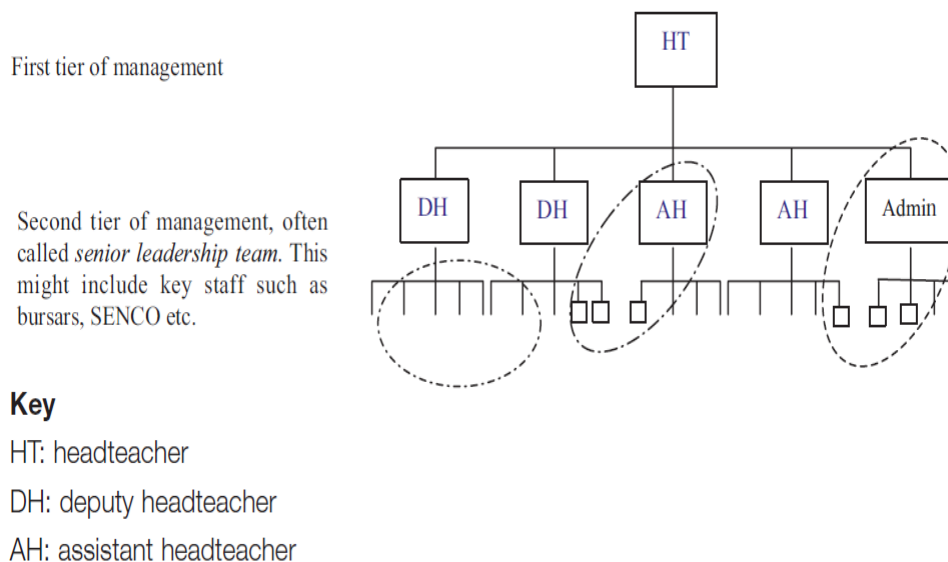 HT
First tier of management
DH
DH
AH
AH
Admin
Second tier of management, often
called senior leadership team. This
might include key staff such as
bursars, SENCO etc.
Key
HT: headteacher
DH: deputy headteacher
AH: assistant headteacher